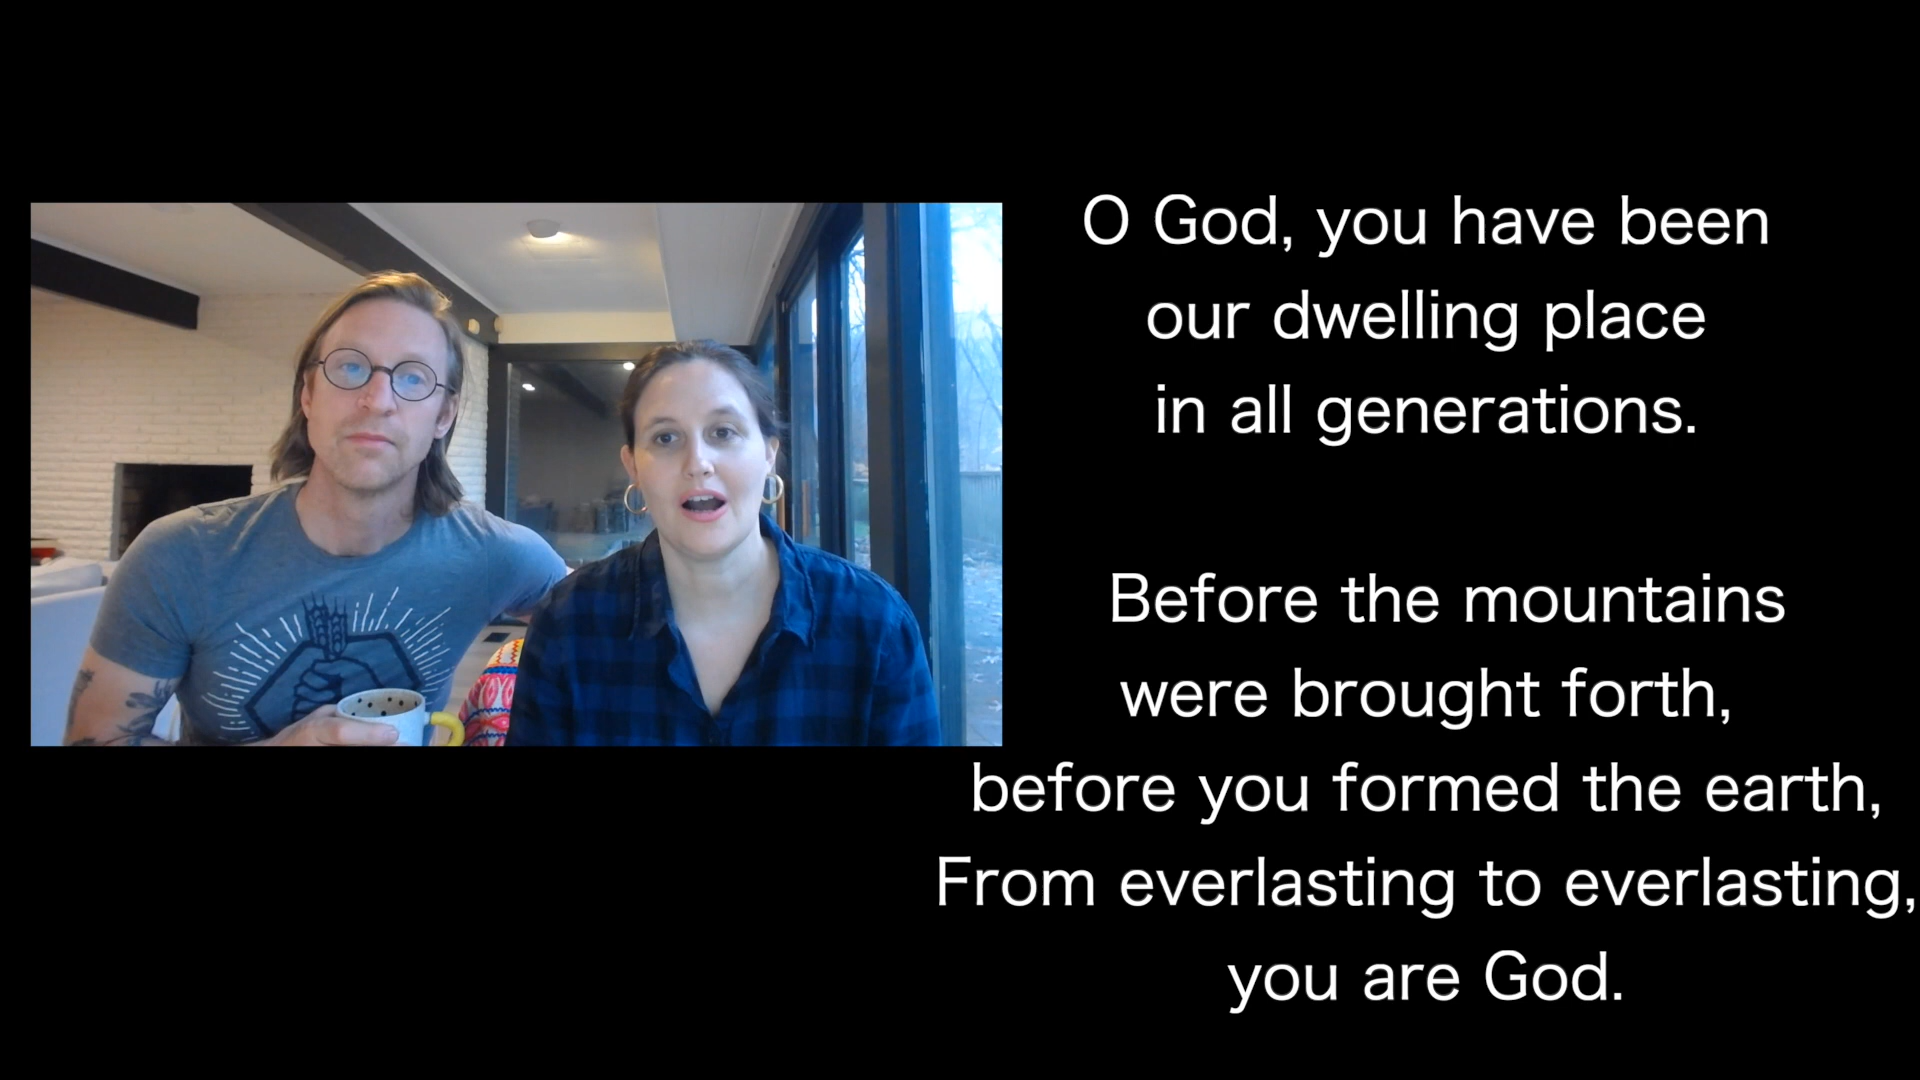 O God, you have been
our dwelling place
in all generations.
Before the mountains
were brought forth,
before you formed the earth,
From everlasting to everlasting,
you are God.